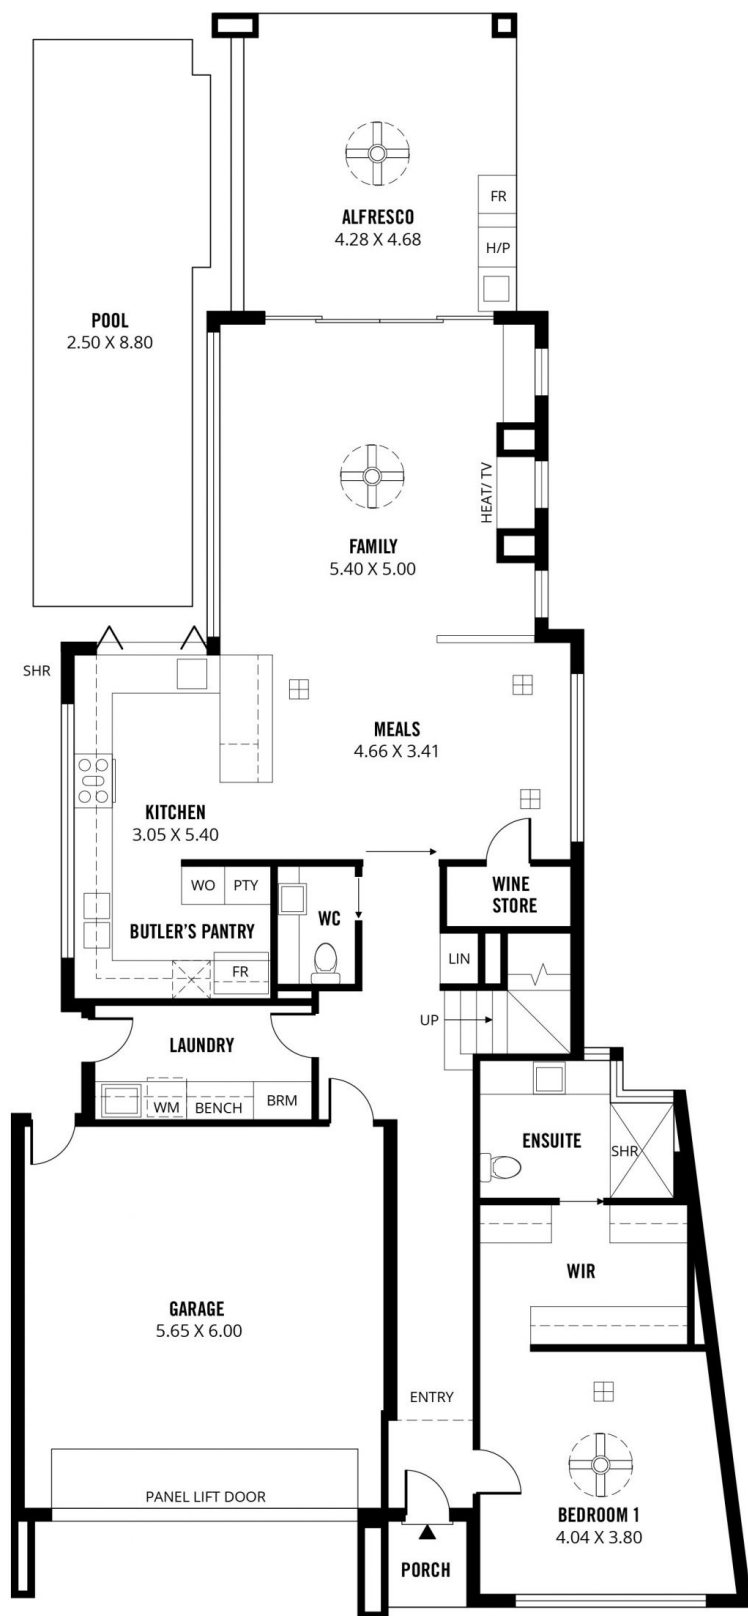 FR
ALFRESCO
4.28 X 4.68
H/P
POOL
2.50 X 8.80
HEAT/ TV
FAMILY
5.40 X 5.00
SHR
MEALS
4.66 X 3.41
KITCHEN
3.05 X 5.40
WO
PTY
WC
WINE
STORE
BUTLER'S PANTRY
FR
LIN
UP
LAUNDRY
WM
BENCH
BRM
ENSUITE
SHR
WIR
GARAGE
5.65 X 6.00
ENTRY
PANEL LIFT DOOR
BEDROOM 1
4.04 X 3.80
PORCH